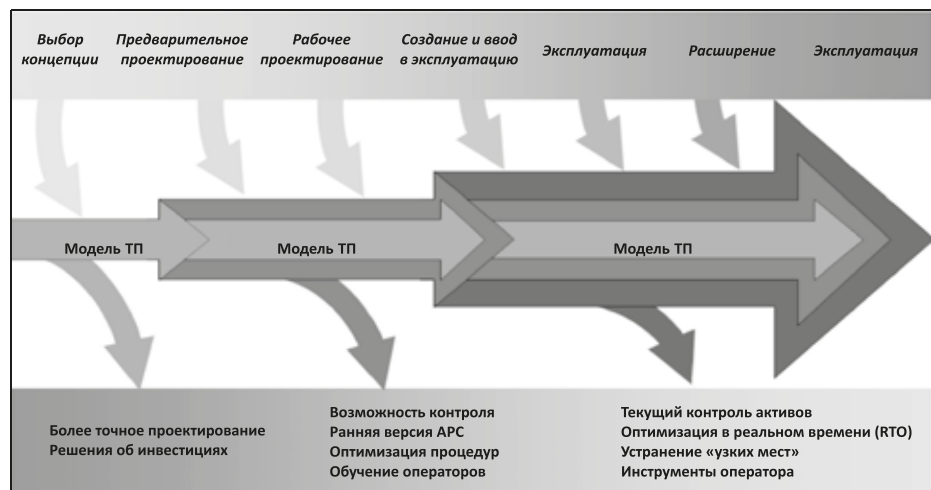 Выбор
концепции
Предварительное
проектирование
Рабочее
проектирование
Создание и ввод
в эксплуатацию
Эксплуатация
Расширение
Эксплуатация
Модель ТП
Модель ТП
Модель ТП
Более точное проектирование
Решения об инвестициях
Возможность контроля
Ранняя версия APC
Оптимизация процедур
Обучение операторов
Текущий контроль активов
Оптимизация в реальном времени (RTO)
Устранение «узких мест»
Инструменты оператора